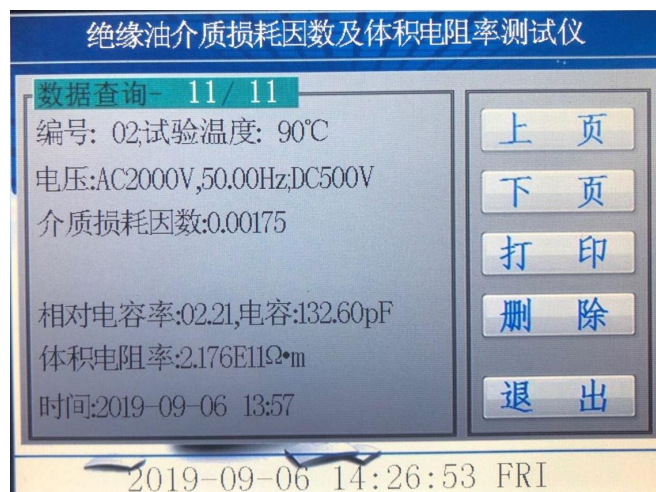 绝缘油介质损耗因数及体积电阻率测试仪
数据查询- 11/ 11
编号: 02;试验温度: 90℃
电压:AC2000V,50.00Hz;DC500V
介质损耗因数:0.00175
相对电容率:02.21,电容:132.60pF
体积电阻率:2.176E11Ω•m
时间:2019-09-06 13:57
上 页
下 页
打 印
删 除
退 出
2019-09-06 14:26:53 FRI